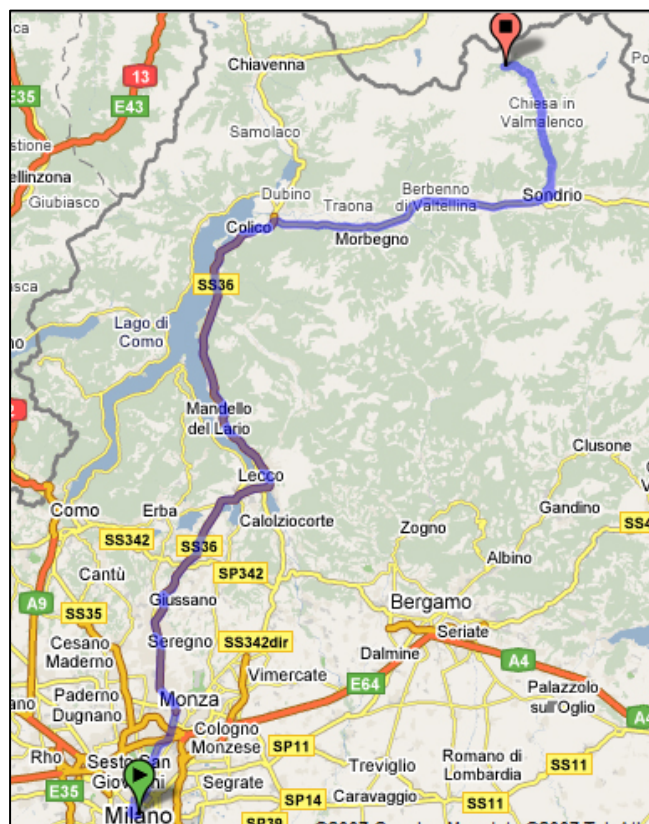 13
E35
E43
Chiavenna
Chiesa in
Valmalenco
Samolaco
ellinzona
Giubiasco
Dubino
Traona
Berbenno
di Valtellina
Sondrio
Colico
Morbegno
SS36
Lago di
Como
Mandello
del Lario
Lecco
Clusone
Como
Erba
Calolziocorte
Gandino
Zogno
SS342
SS36
Albino
Cantù
SP342
A9
SS35
Giussano
Bergamo
Seregno
SS342dir
Seriate
Cesano
Maderno
Dalmine
A4
Vimercate
Paderno
Dugnano
Monza
E64
Palazzolo
sull'Oglio
A4
Cologno
Monzese
SP11
Rho
Sesto San
Treviglio
Romano di
Lombardia
SS11
E35
Segrate
Milano
SP14
Caravaggio
SS11
SP39